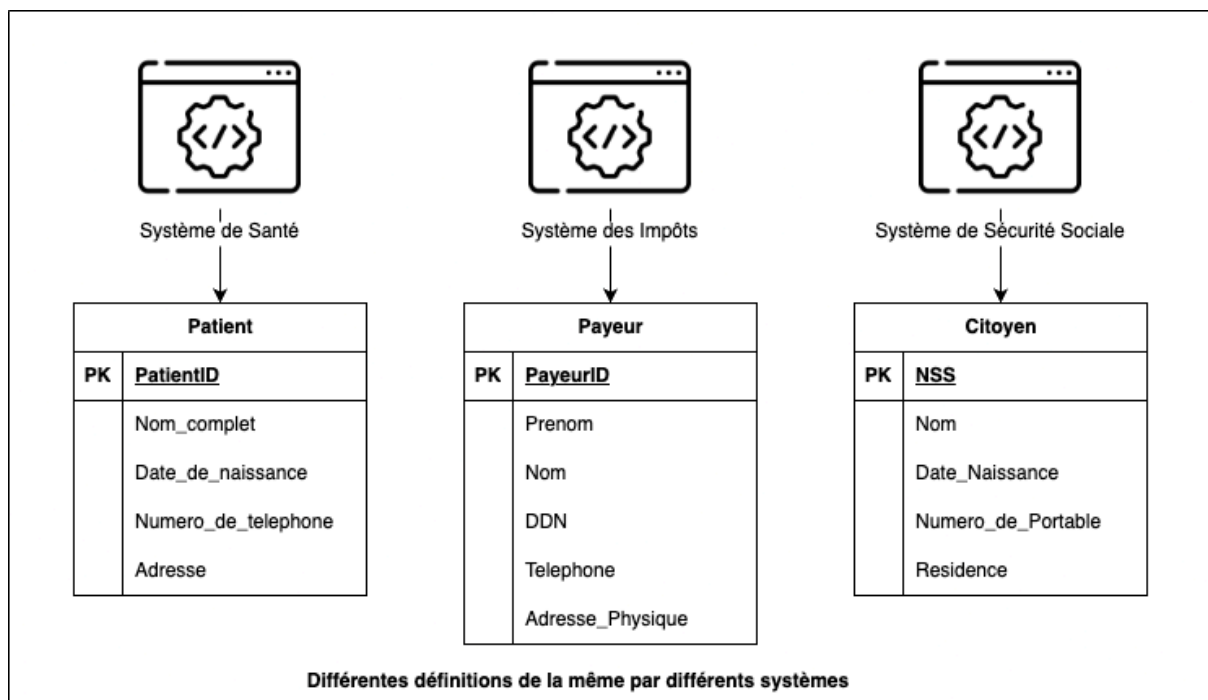 Système de Santé
Système des Impôts
Système de Sécurité Sociale
Patient
PK PatientID
Nom_complet
Date_de_naissance
Numero_de_telephone
Adresse
Payeur
PK PayeurID
Prenom
Nom
DDN
Telephone
Adresse_Physique
Citoyen
PK NSS
Nom
Date_Naissance
Numero_de_Portable
Residence
Différentes définitions de la même par différents systèmes